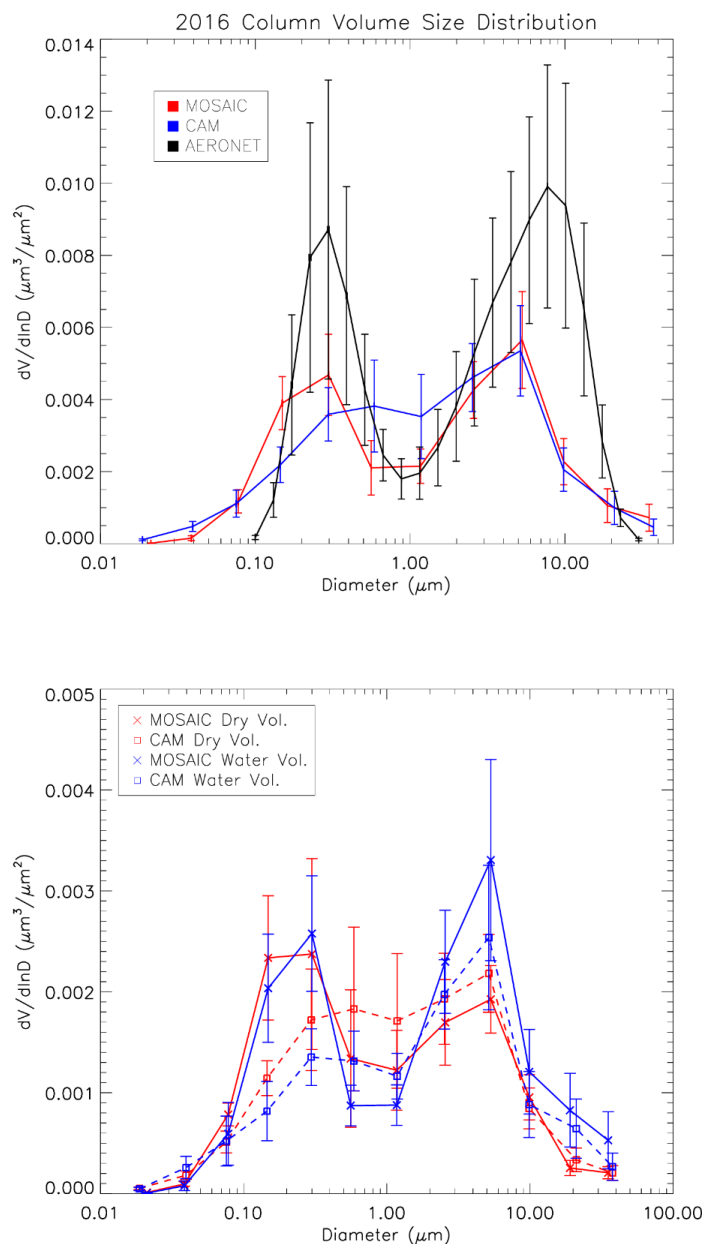 2016 Column Volume Size Distribution
0.014
0.012
0.010
0.008
0.006
0.004
0.002
0.000
dV/dlnD (μm³/μm²)
MOSAIC
CAM
AERONET
0.01 0.10 1.00 10.00
Diameter (μm)
0.005
0.004
0.003
0.002
0.001
0.000
dV/dlnD (μm³/μm²)
MOSAIC Dry Vol.
CAM Dry Vol.
MOSAIC Water Vol.
CAM Water Vol.
0.01 0.10 1.00 10.00 100.00
Diameter (μm)